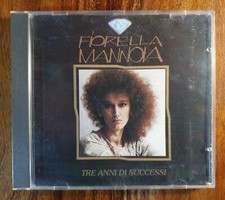 FIORELLA
MANNOIA
TRE ANNI DI SUCCESSI